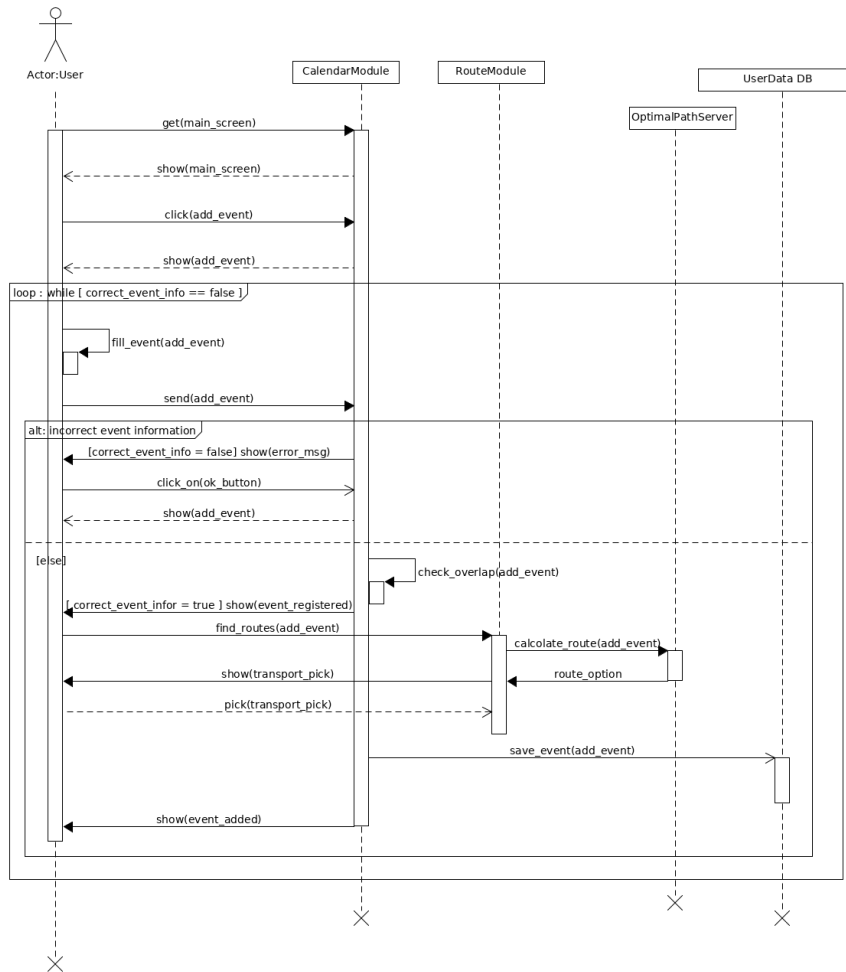 Actor:User
CalendarModule
RouteModule
UserData DB
OptimalPathServer
get(main_screen)
show(main_screen)
click(add_event)
show(add_event)
loop : while [ correct_event_info == false ]
fill_event(add_event)
send(add_event)
alt: incorrect event information
[correct_event_info = false] show(error_msg)
click_on(ok_button)
show(add_event)
[else]
check_overlap(add_event)
[ correct_event_infor = true ] show(event_registered)
find_routes(add_event)
calcolate_route(add_event)
show(transport_pick)
route_option
pick(transport_pick)
save_event(add_event)
show(event_added)